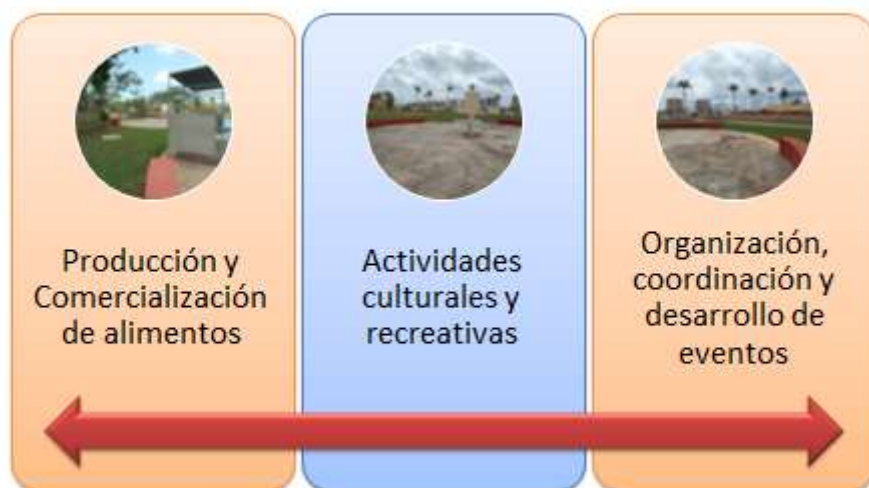 Producción y
Comercialización
de alimentos
Actividades
culturales y
recreativas
Organización,
coordinación y
desarrollo de
eventos